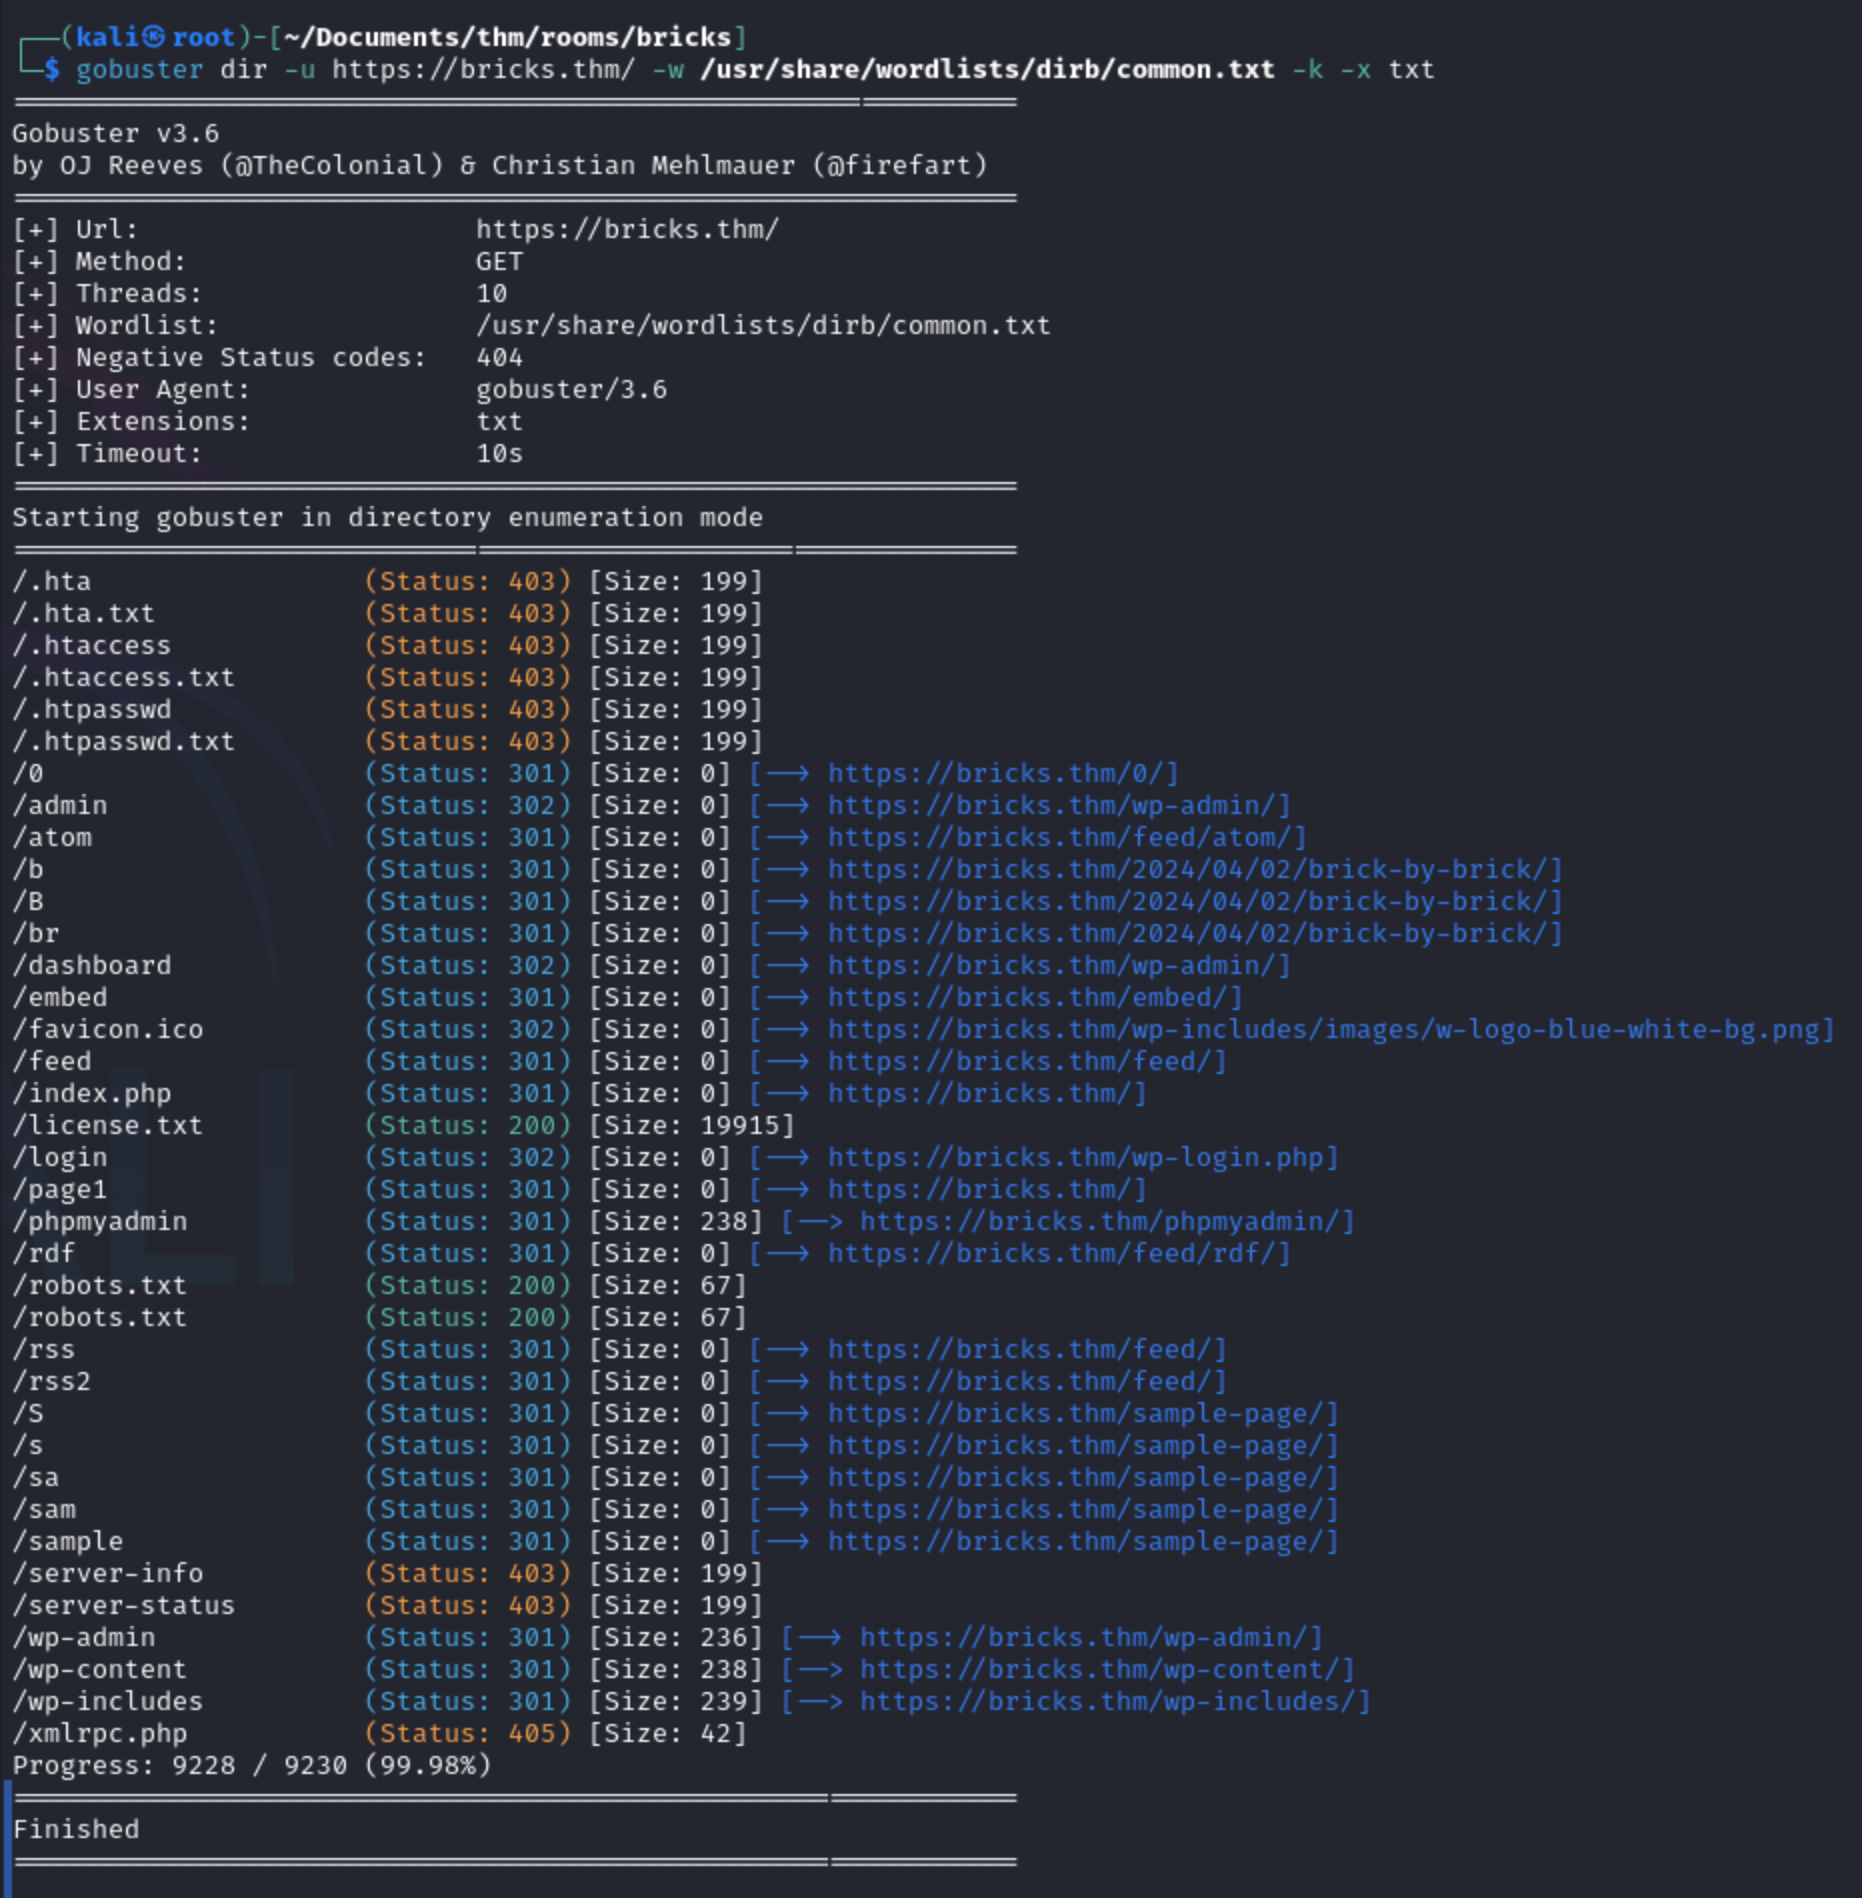 (kali㉿root)-[~/Documents/thm/rooms/bricks]
$ gobuster dir -u https://bricks.thm/ -w /usr/share/wordlists/dirb/common.txt -k -x txt
Gobuster v3.6
by OJ Reeves (@TheColonial) & Christian Mehlmauer (@firefart)
[+] Url: https://bricks.thm/
[+] Method: GET
[+] Threads: 10
[+] Wordlist: /usr/share/wordlists/dirb/common.txt
[+] Negative Status codes: 404
[+] User Agent: gobuster/3.6
[+] Extensions: txt
[+] Timeout: 10s
Starting gobuster in directory enumeration mode
/.hta (Status: 403) [Size: 199]
/.hta.txt (Status: 403) [Size: 199]
/.htaccess (Status: 403) [Size: 199]
/.htaccess.txt (Status: 403) [Size: 199]
/.htpasswd (Status: 403) [Size: 199]
/.htpasswd.txt (Status: 403) [Size: 199]
/0 (Status: 301) [Size: 0] [--> https://bricks.thm/0/]
/admin (Status: 302) [Size: 0] [--> https://bricks.thm/wp-admin/]
/atom (Status: 301) [Size: 0] [--> https://bricks.thm/feed/atom/]
/b (Status: 301) [Size: 0] [--> https://bricks.thm/2024/04/02/brick-by-brick/]
/B (Status: 301) [Size: 0] [--> https://bricks.thm/2024/04/02/brick-by-brick/]
/br (Status: 301) [Size: 0] [--> https://bricks.thm/2024/04/02/brick-by-brick/]
/dashboard (Status: 302) [Size: 0] [--> https://bricks.thm/wp-admin/]
/embed (Status: 301) [Size: 0] [--> https://bricks.thm/embed/]
/favicon.ico (Status: 302) [Size: 0] [--> https://bricks.thm/wp-includes/images/w-logo-blue-white-bg.png]
/feed (Status: 301) [Size: 0] [--> https://bricks.thm/feed/]
/index.php (Status: 301) [Size: 0] [--> https://bricks.thm/]
/license.txt (Status: 200) [Size: 19915]
/login (Status: 302) [Size: 0] [--> https://bricks.thm/wp-login.php]
/page1 (Status: 301) [Size: 0] [--> https://bricks.thm/]
/phpmyadmin (Status: 301) [Size: 238] [--> https://bricks.thm/phpmyadmin/]
/rdf (Status: 301) [Size: 0] [--> https://bricks.thm/feed/rdf/]
/robots.txt (Status: 200) [Size: 67]
/robots.txt (Status: 200) [Size: 67]
/rss (Status: 301) [Size: 0] [--> https://bricks.thm/feed/]
/rss2 (Status: 301) [Size: 0] [--> https://bricks.thm/feed/]
/S (Status: 301) [Size: 0] [--> https://bricks.thm/sample-page/]
/s (Status: 301) [Size: 0] [--> https://bricks.thm/sample-page/]
/sa (Status: 301) [Size: 0] [--> https://bricks.thm/sample-page/]
/sam (Status: 301) [Size: 0] [--> https://bricks.thm/sample-page/]
/sample (Status: 301) [Size: 0] [--> https://bricks.thm/sample-page/]
/server-info (Status: 403) [Size: 199]
/server-status (Status: 403) [Size: 199]
/wp-admin (Status: 301) [Size: 236] [--> https://bricks.thm/wp-admin/]
/wp-content (Status: 301) [Size: 238] [--> https://bricks.thm/wp-content/]
/wp-includes (Status: 301) [Size: 239] [--> https://bricks.thm/wp-includes/]
/xmlrpc.php (Status: 405) [Size: 42]
Progress: 9228 / 9230 (99.98%)
Finished